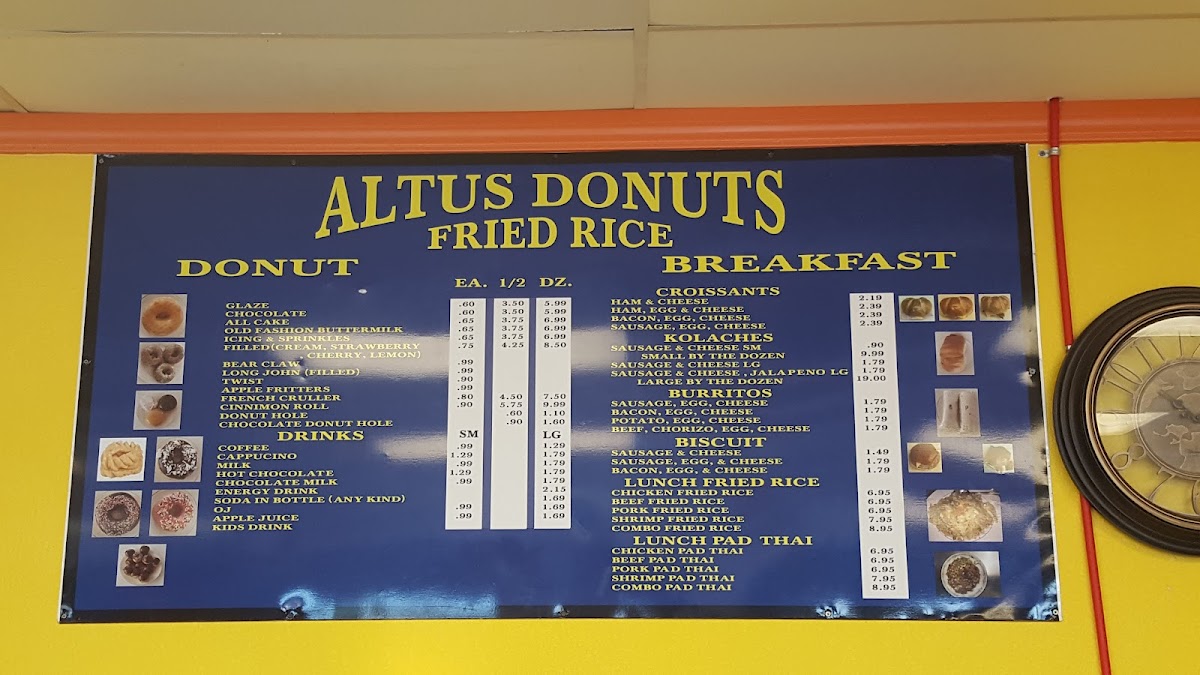 ALTUS DONUTS
FRIED RICE
DONUT
EA. 1/2 DZ.
GLAZE .60 3.50 5.99
CHOCOLATE .60 3.50 5.99
ALL CAKE .65 3.75 6.99
OLD FASHION BUTTERMILK .65 3.75 6.99
ICING & SPRINKLES .65 3.75 6.99
FILLED(CREAM, STRAWBERRY .75 4.25 8.50
, CHERRY, LEMON)
BEAR CLAW .99
LONG JOHN (FILLED) .99
TWIST .90
APPLE FRITTERS .99
FRENCH CRULLER .80 4.50 7.50
CINNIMON ROLL .90 5.75 9.99
DONUT HOLE .60 1.10
CHOCOLATE DONUT HOLE .90 1.60
DRINKS SM LG
COFFEE .99 1.29
CAPPUCINO 1.29 1.79
MILK .99 1.79
HOT CHOCOLATE 1.29 1.79
CHOCOLATE MILK .99 1.79
ENERGY DRINK 2.15
SODA IN BOTTLE (ANY KIND) 1.69
OJ .99 1.69
APPLE JUICE .99 1.69
KIDS DRINK
BREAKFAST
CROISSANTS
HAM & CHEESE 2.19
HAM, EGG & CHEESE 2.39
BACON, EGG, CHEESE 2.39
SAUSAGE, EGG, CHEESE 2.39
KOLACHES
SAUSAGE & CHEESE SM .90
SMALL BY THE DOZEN 9.99
SAUSAGE & CHEESE LG 1.79
SAUSAGE & CHEESE , JALAPENO LG 1.79
LARGE BY THE DOZEN 19.00
BURRITOS
SAUSAGE, EGG, CHEESE 1.79
BACON, EGG, CHEESE 1.79
POTATO, EGG, CHEESE 1.79
BEEF, CHORIZO, EGG, CHEESE 1.79
BISCUIT
SAUSAGE & CHEESE 1.49
SAUSAGE, EGG, & CHEESE 1.79
BACON, EGG, & CHEESE 1.79
LUNCH FRIED RICE
CHICKEN FRIED RICE 6.95
BEEF FRIED RICE 6.95
PORK FRIED RICE 6.95
SHRIMP FRIED RICE 7.95
COMBO FRIED RICE 8.95
LUNCH PAD THAI
CHICKEN PAD THAI 6.95
BEEF PAD THAI 6.95
PORK PAD THAI 6.95
SHRIMP PAD THAI 7.95
COMBO PAD THAI 8.95